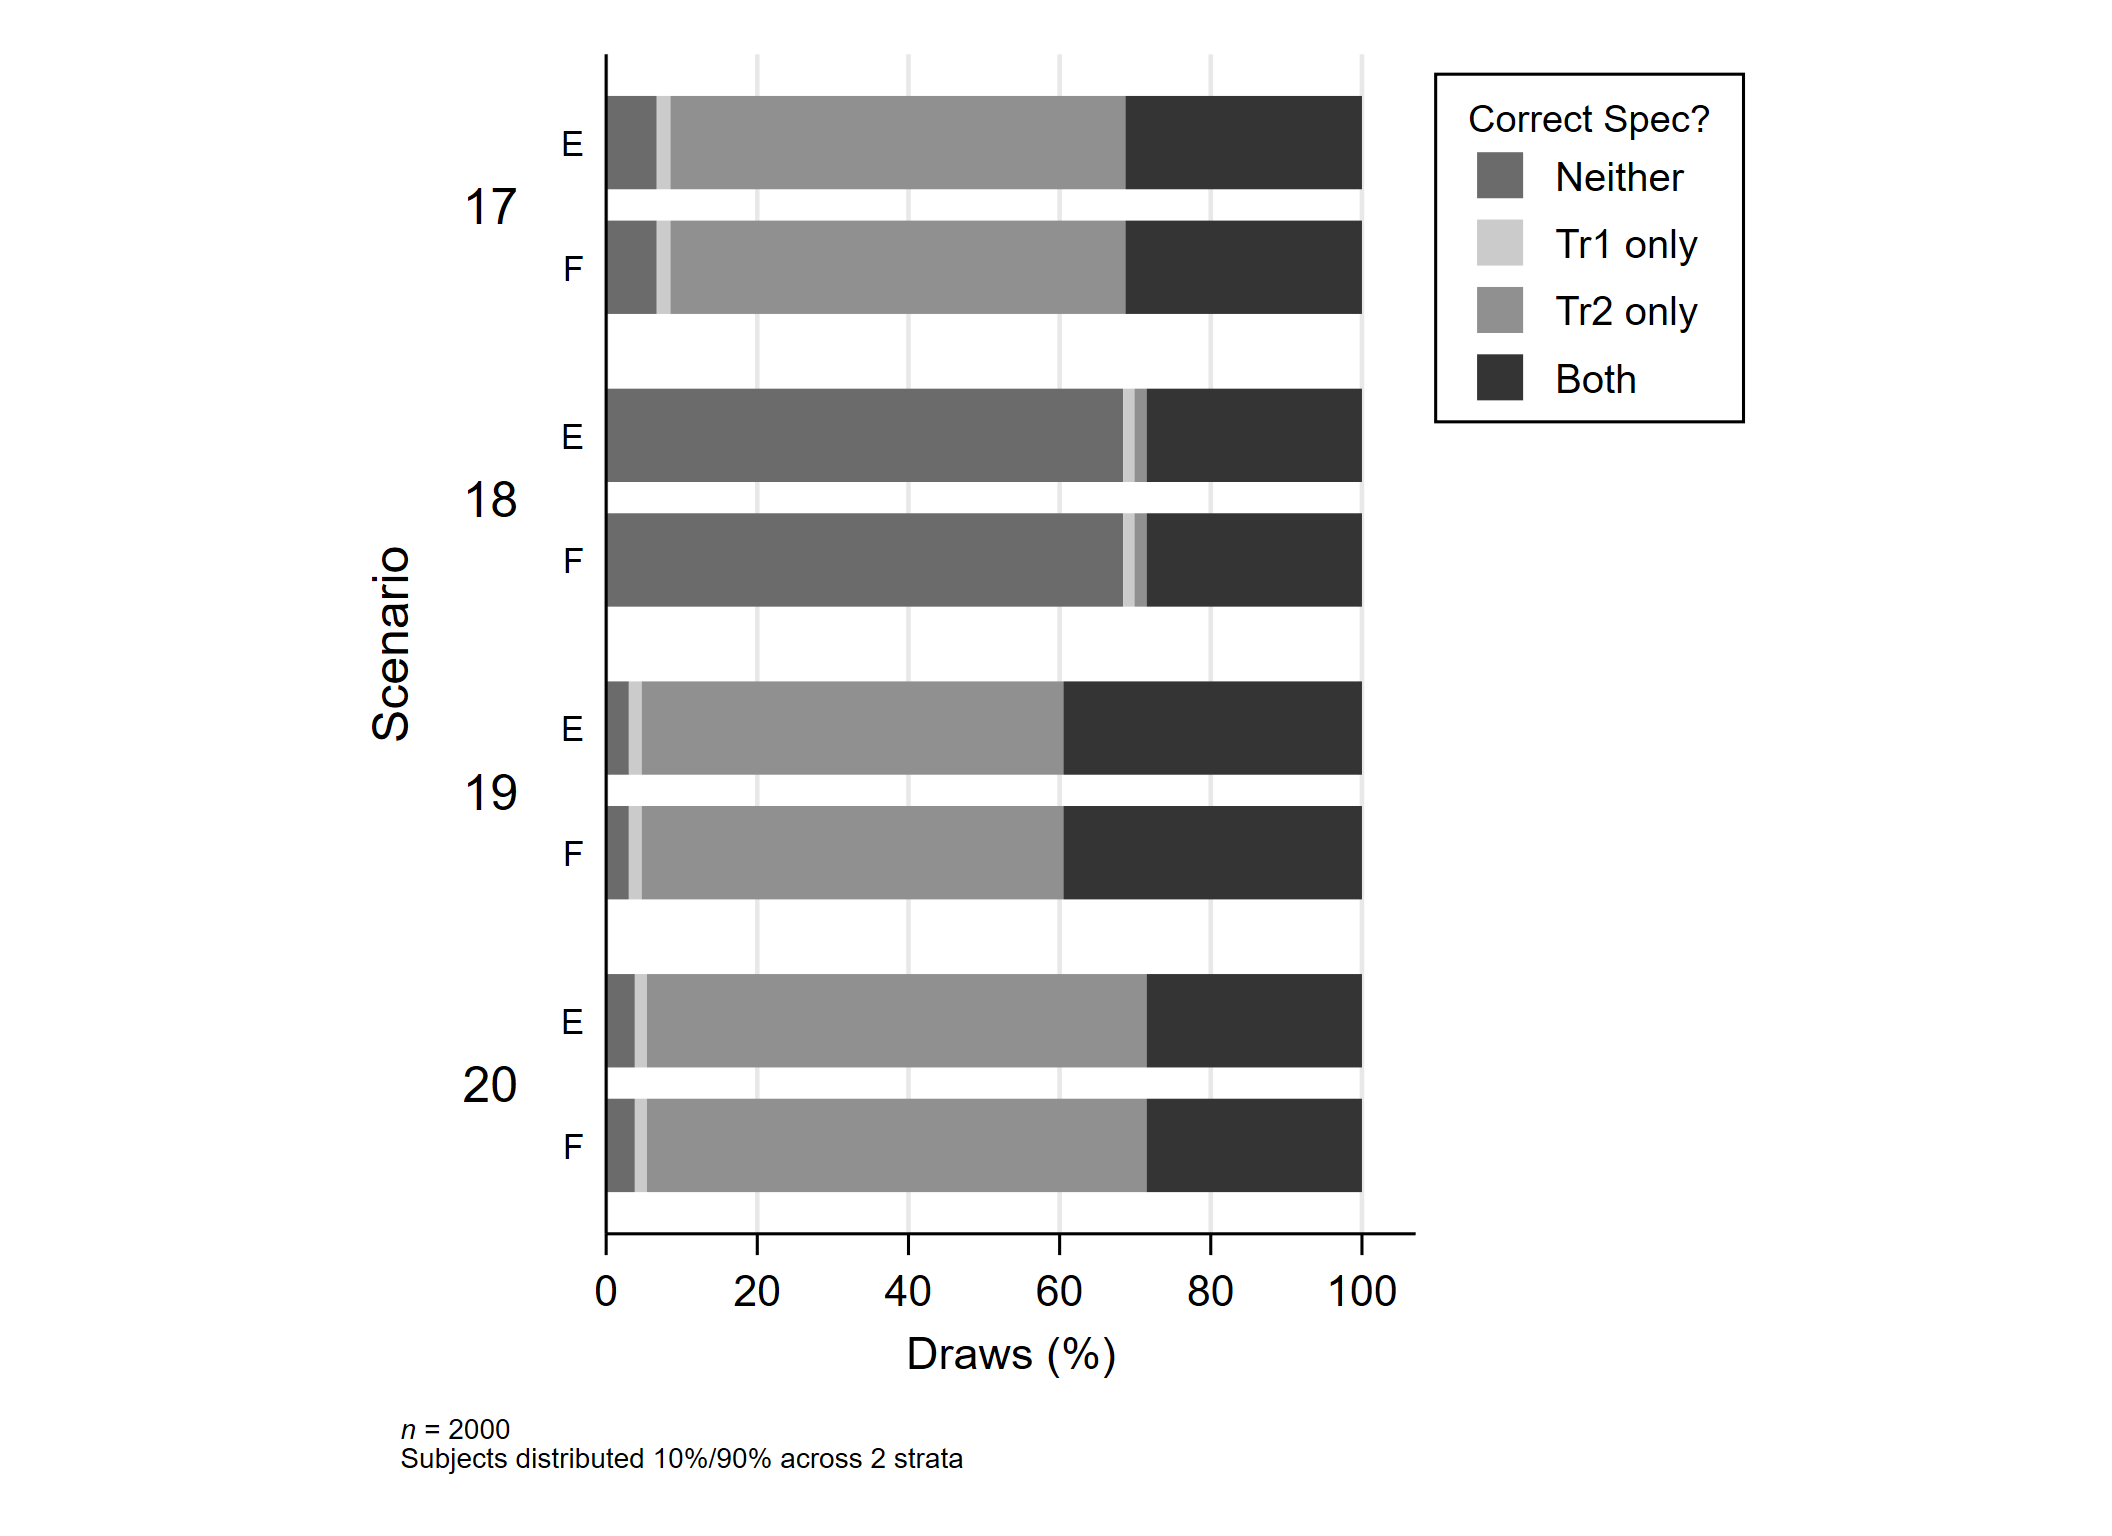 Correct Spec?
Neither
Tr1 only
Tr2 only
Both
Scenario
17
E
F
18
E
F
19
E
F
20
E
F
0 20 40 60 80 100
Draws (%)
n = 2000
Subjects distributed 10%/90% across 2 strata